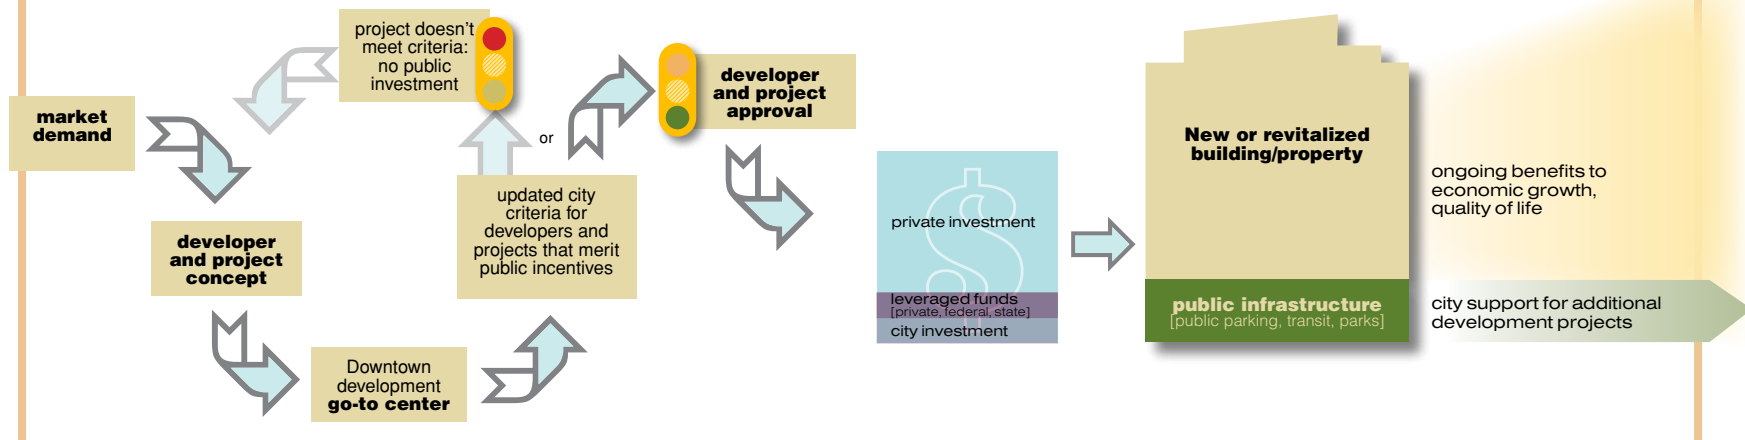 market
demand
developer
and project
concept
Downtown
development
go-to center
updated city
criteria for
developers and
projects that merit
public incentives
project doesn’t
meet criteria:
no public
investment
or
developer
and project
approval
private investment
leveraged funds
[private, federal, state]
city investment
New or revitalized
building/property
public infrastructure
[public parking, transit, parks]
ongoing benefits to
economic growth,
quality of life
city support for additional
development projects